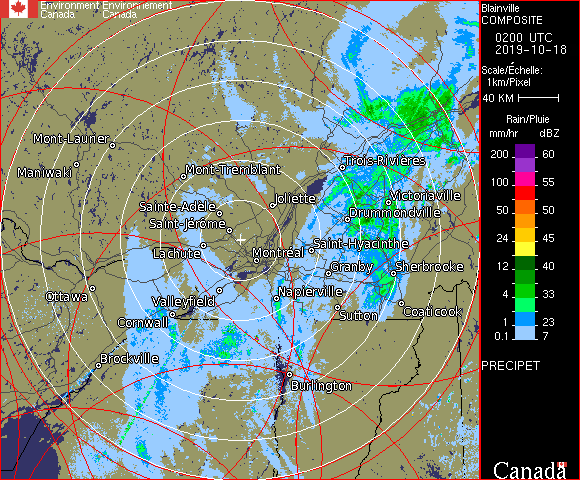 Environment Environnement
Canada Canada
Blainville
COMPOSITE
0200 UTC
2019-10-18
Scale/Échelle:
1km/Pixel
40 KM
Rain/Pluie
mm/hr dBZ
200 60
100 55
50 50
24 45
12 40
4 33
1 23
0.1 7
PRECIPET
Canada
Mont-Laurier
Maniwaki
Mont-Tremblant
Trois-Rivières
Sainte-Adèle
Joliette
Victoriaville
Saint-Jérôme
Drummondville
Lachute
Montréal
Saint-Hyacinthe
Granby
Sherbrooke
Ottawa
Valleyfield
Napierville
Cornwall
Sutton
Coaticook
Brockville
Burlington